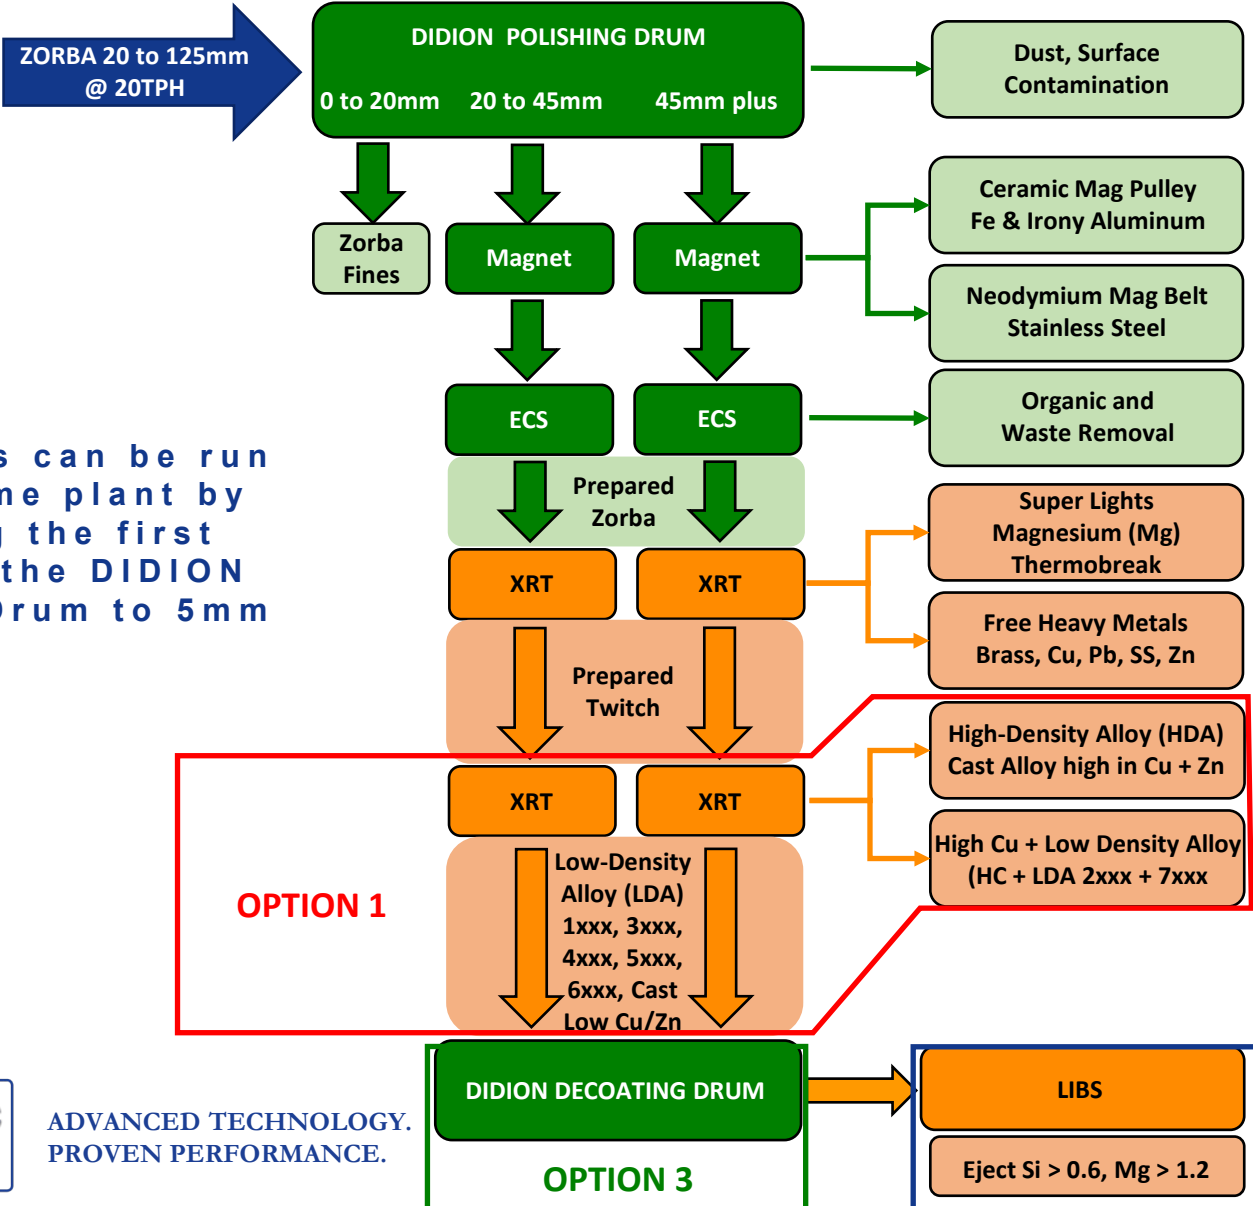 ZORBA 20 to 125mm
@ 20TPH
DIDION POLISHING DRUM
0 to 20mm 20 to 45mm 45mm plus
Dust, Surface
Contamination
Zorba
Fines
Magnet
Magnet
Ceramic Mag Pulley
Fe & Irony Aluminum
Neodymium Mag Belt
Stainless Steel
ECS
ECS
Organic and
Waste Removal
s can be run
me plant by
g the first
the DIDION
Drum to 5mm
Prepared
Zorba
XRT
XRT
Super Lights
Magnesium (Mg)
Thermobreak
Free Heavy Metals
Brass, Cu, Pb, SS, Zn
Prepared
Twitch
XRT
XRT
High-Density Alloy (HDA)
Cast Alloy high in Cu + Zn
High Cu + Low Density Alloy
(HC + LDA 2xxx + 7xxx
OPTION 1
Low-Density
Alloy (LDA)
1xxx, 3xxx,
4xxx, 5xxx,
6xxx, Cast
Low Cu/Zn
DIDION DECOATING DRUM
OPTION 3
LIBS
Eject Si > 0.6, Mg > 1.2
ADVANCED TECHNOLOGY.
PROVEN PERFORMANCE.